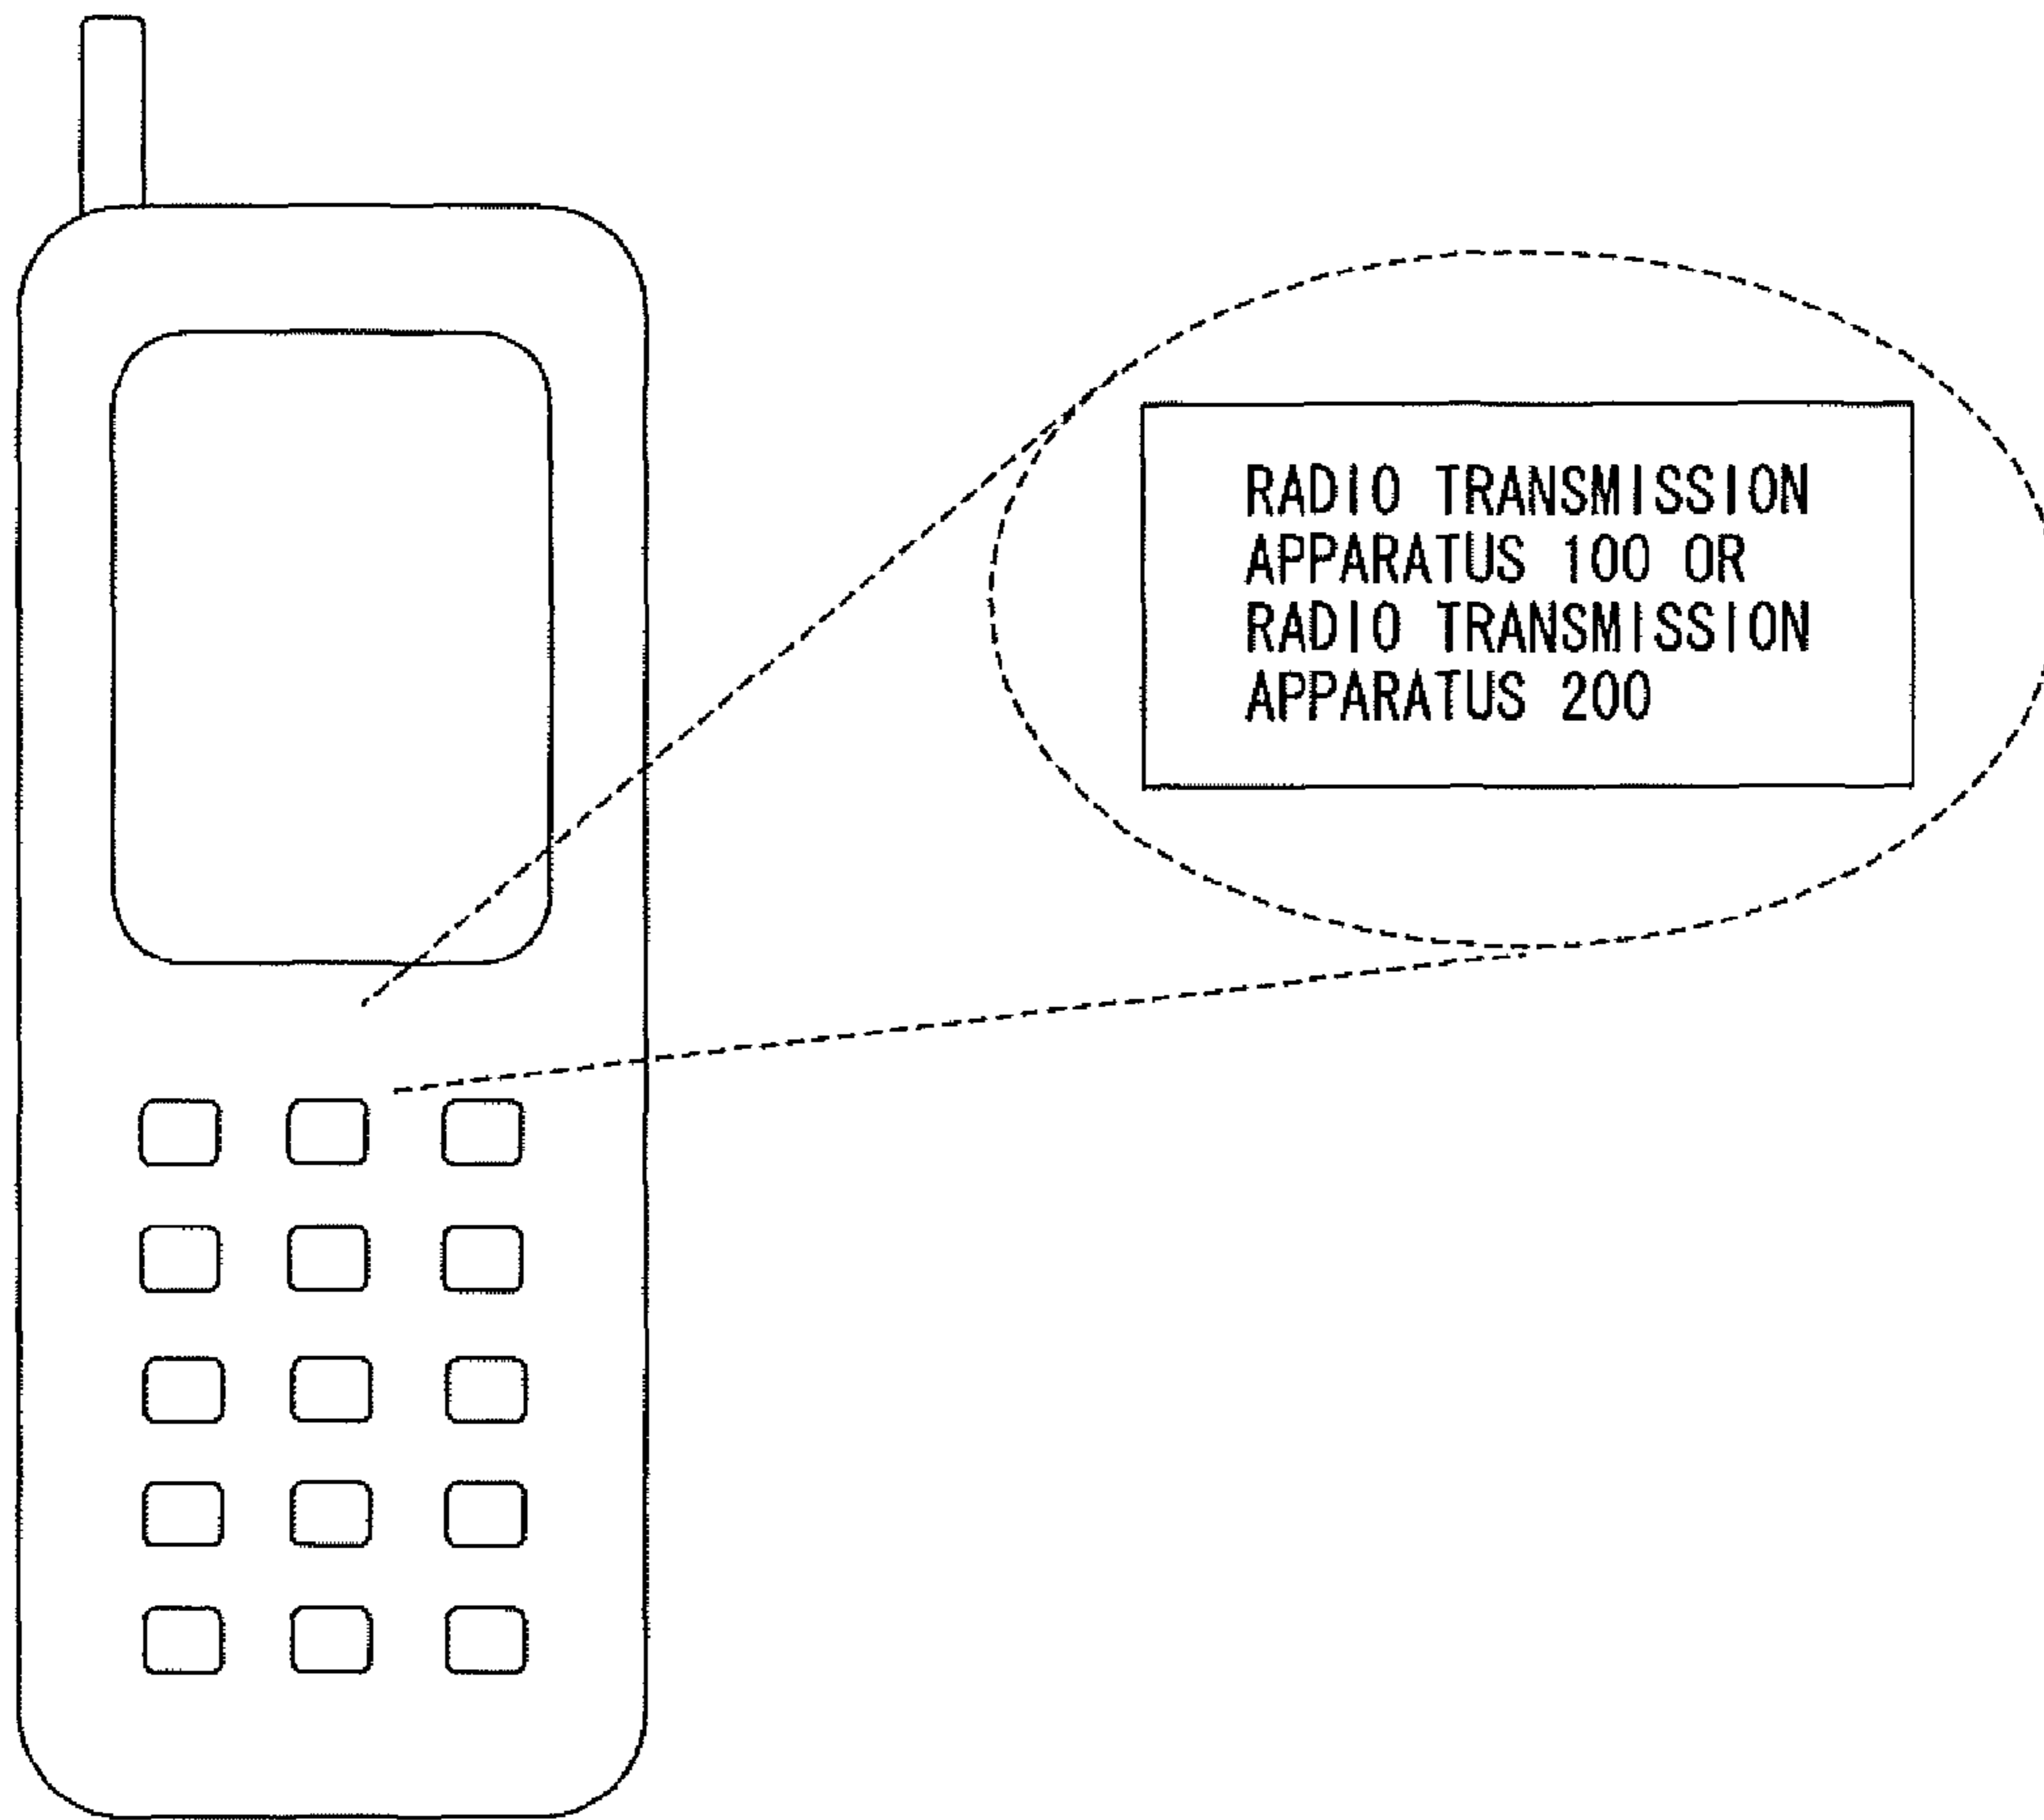 RADIO TRANSMISSION
APPARATUS 100 OR
RADIO TRANSMISSION
APPARATUS 200